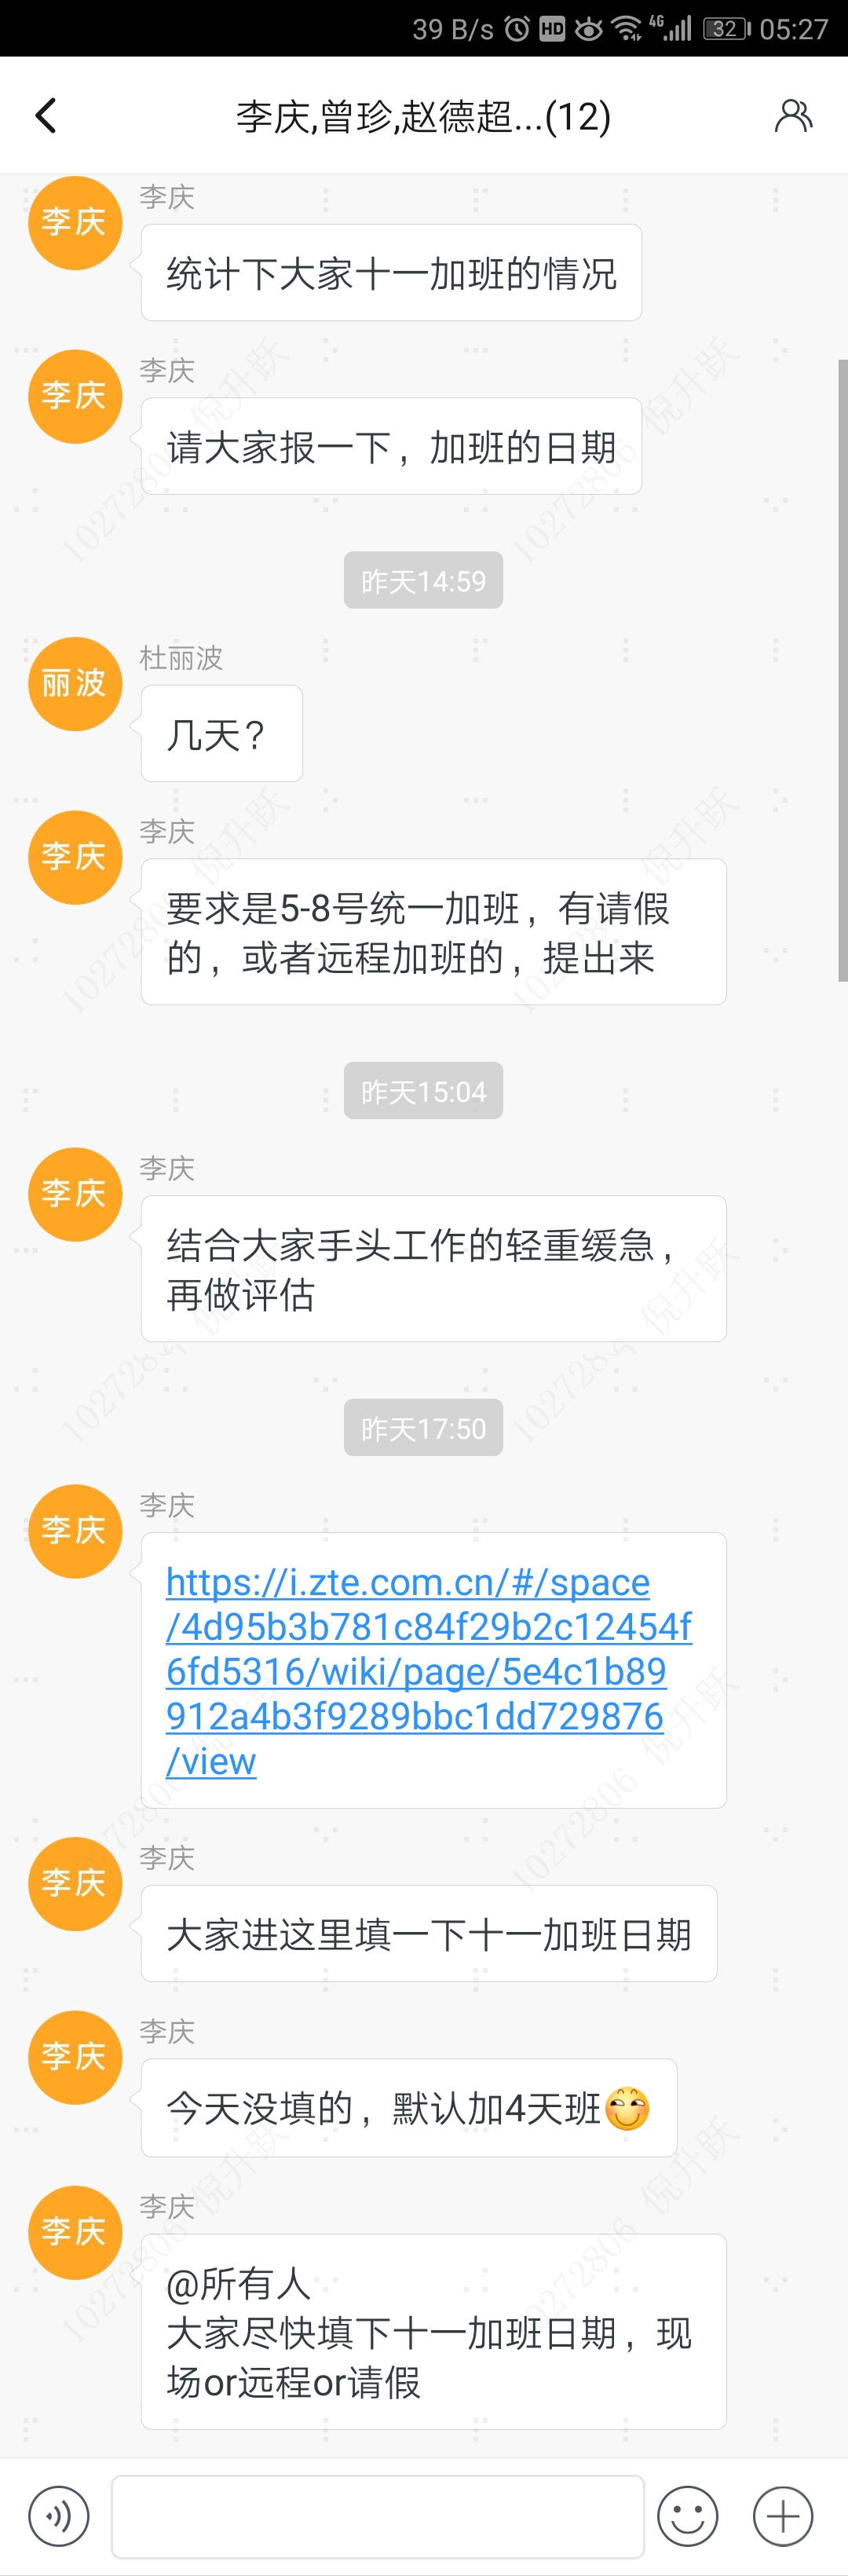 39 B/s HD 4G 32 05:27
李庆,曾珍,赵德超...(12)
李庆
李庆
统计下大家十一加班的情况
李庆
李庆
请大家报一下，加班的日期
昨天14:59
丽波
杜丽波
几天？
李庆
李庆
要求是5-8号统一加班，有请假
的，或者远程加班的，提出来
昨天15:04
李庆
李庆
结合大家手头工作的轻重缓急，
再做评估
昨天17:50
李庆
李庆
https://i.zte.com.cn/#/space
/4d95b3b781c84f29b2c12454f
6fd5316/wiki/page/5e4c1b89
912a4b3f9289bbc1dd729876
/view
李庆
李庆
大家进这里填一下十一加班日期
李庆
李庆
今天没填的，默认加4天班
李庆
李庆
@所有人
大家尽快填下十一加班日期，现
场or远程or请假
10272806 倪升跃